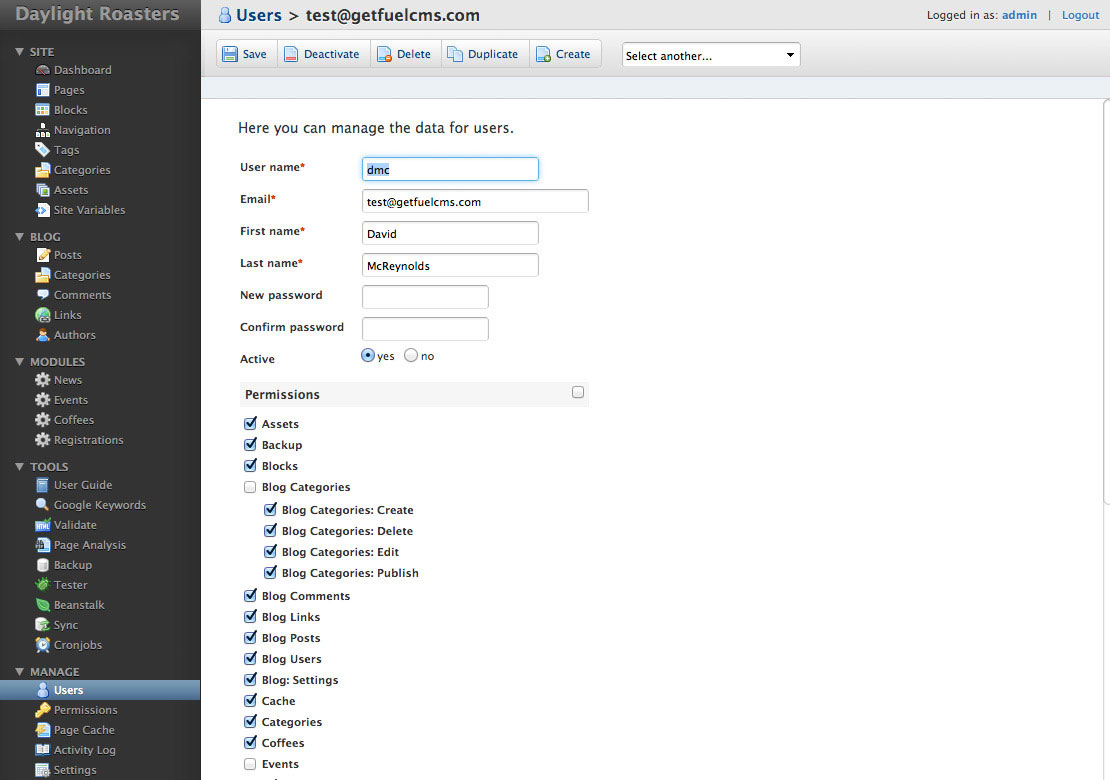 Daylight Roasters
SITE
Dashboard
Pages
Blocks
Navigation
Tags
Categories
Assets
Site Variables
BLOG
Posts
Categories
Comments
Links
Authors
MODULES
News
Events
Coffees
Registrations
TOOLS
User Guide
Google Keywords
Validate
Page Analysis
Backup
Tester
Beanstalk
Sync
Cronjobs
MANAGE
Users
Permissions
Page Cache
Activity Log
Settings
Users > test@getfuelcms.com
Logged in as: admin | Logout
Save Deactivate Delete Duplicate Create Select another...
Here you can manage the data for users.
User name* dmc
Email* test@getfuelcms.com
First name* David
Last name* McReynolds
New password
Confirm password
Active yes no
Permissions
Assets
Backup
Blocks
Blog Categories
Blog Categories: Create
Blog Categories: Delete
Blog Categories: Edit
Blog Categories: Publish
Blog Comments
Blog Links
Blog Posts
Blog Users
Blog: Settings
Cache
Categories
Coffees
Events